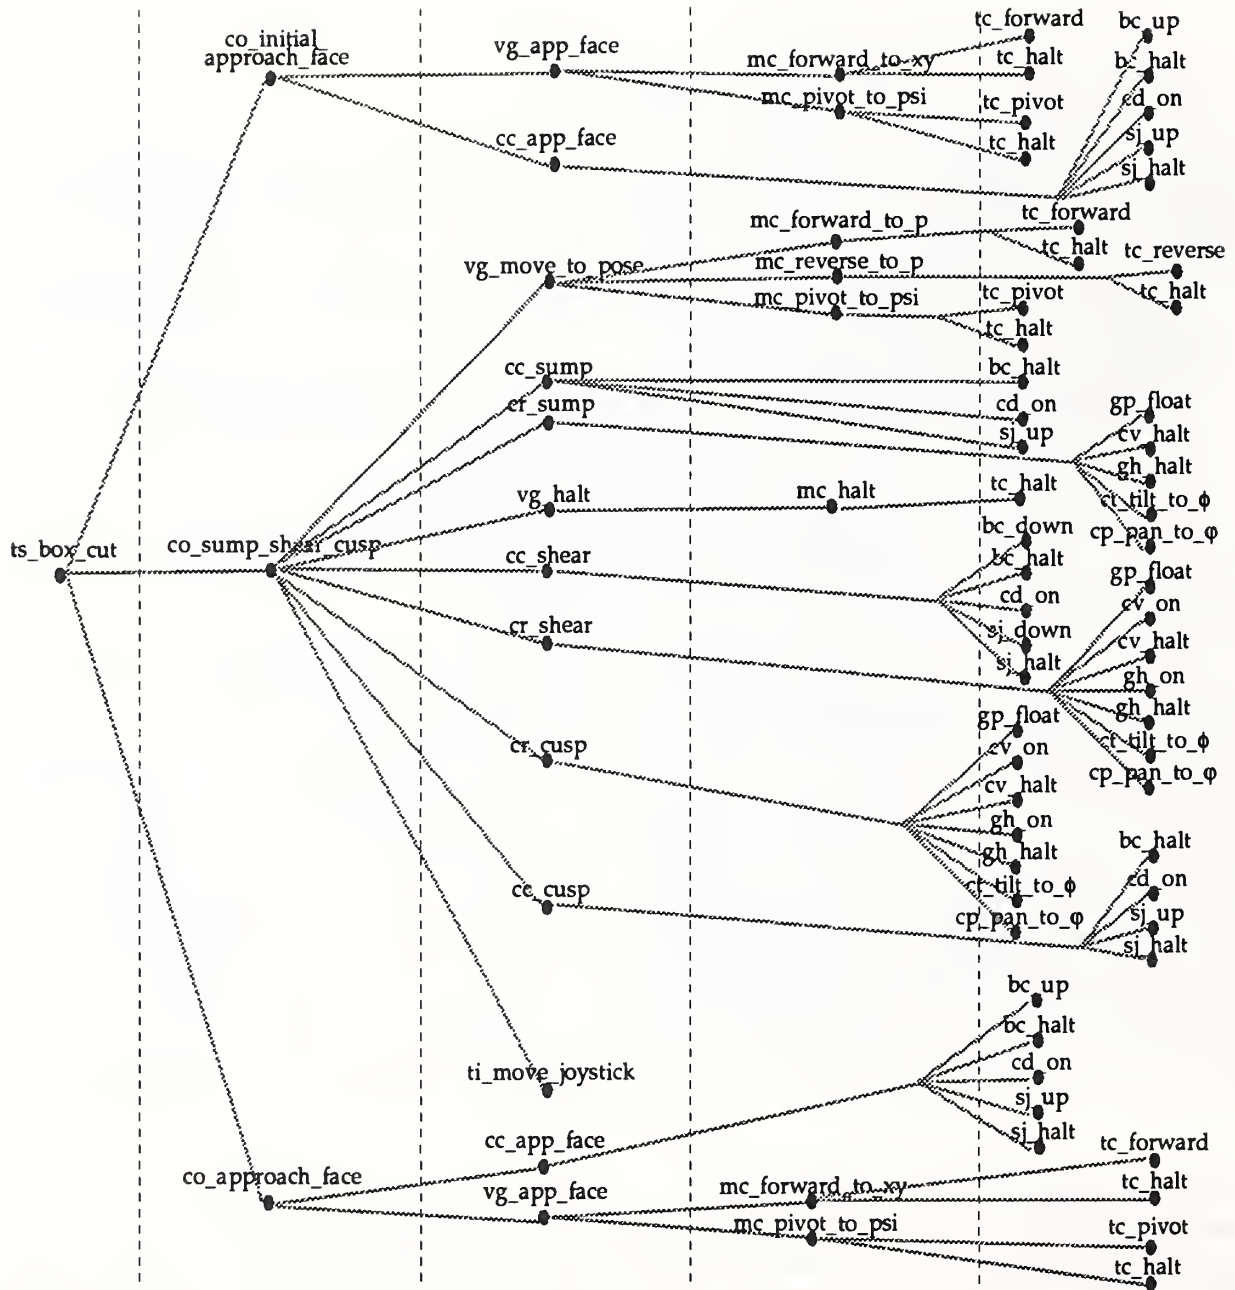 co_initial_
approach_face
vg_app_face
mc_forward_to_xy
tc_forward
tc_halt
mc_pivot_to_psi
tc_pivot
tc_halt
cc_app_face
bc_up
bc_halt
cd_on
sj_up
sj_halt
ts_box_cut
co_sump_shear_cusp
vg_move_to_pose
mc_forward_to_p
tc_forward
tc_halt
mc_reverse_to_p
tc_reverse
tc_halt
mc_pivot_to_psi
tc_pivot
tc_halt
cc_sump
bc_halt
cd_on
sj_up
cr_sump
gp_float
cv_halt
gh_halt
ct_tilt_to_ϕ
cp_pan_to_φ
vg_halt
mc_halt
tc_halt
cc_shear
bc_down
bc_halt
cd_on
sj_down
sj_halt
cr_shear
gp_float
cv_on
cv_halt
gh_on
gh_halt
ct_tilt_to_ϕ
cp_pan_to_φ
cr_cusp
gp_float
cv_on
cv_halt
gh_on
gh_halt
ct_tilt_to_ϕ
cp_pan_to_φ
cc_cusp
bc_halt
cd_on
sj_up
sj_halt
ti_move_joystick
co_approach_face
cc_app_face
bc_up
bc_halt
cd_on
sj_up
sj_halt
vg_app_face
mc_forward_to_xy
tc_forward
tc_halt
mc_pivot_to_psi
tc_pivot
tc_halt